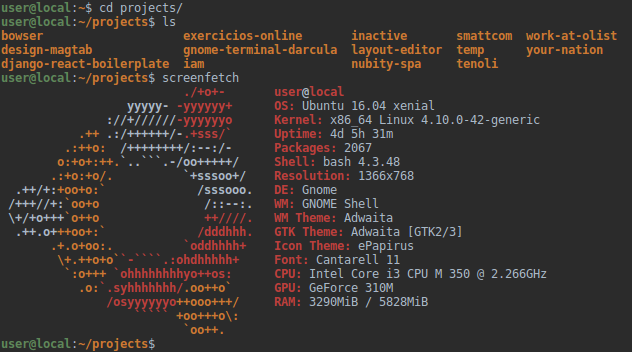 user@local:~$ cd projects/
user@local:~/projects$ ls
bowser exercicios-online inactive smattcom work-at-olist
design-magtab gnome-terminal-darcula layout-editor temp your-nation
django-react-boilerplate iam nubity-spa tenoli
user@local:~/projects$ screenfetch
./+o+- user@local
yyyyy- -yyyyyy+ OS: Ubuntu 16.04 xenial
://+//////-yyyyyyo Kernel: x86_64 Linux 4.10.0-42-generic
.++ .:/++++++/-.+sss/` Uptime: 4d 5h 31m
.:++o: /++++++++/:--:/- Packages: 2067
o:+o+:++.`..```.-/oo+++++/ Shell: bash 4.3.48
.:+o:+o/. `+sssoo+/ Resolution: 1366x768
.++/+:+oo+o:` /sssooo. DE: Gnome
/+++//+:`oo+o /::--:. WM: GNOME Shell
\+/+o+++`o++o ++////. WM Theme: Adwaita
.++.o+++oo+:` /dddhhh. GTK Theme: Adwaita [GTK2/3]
.+.o+oo:. `oddhhhh+ Icon Theme: ePapirus
\+.++o+o``-````.:ohdhhhhh+ Font: Cantarell 11
`:o+++ `ohhhhhhhhyo++os: CPU: Intel Core i3 CPU M 350 @ 2.266GHz
.o:`.syhhhhhhh/.oo++o` GPU: GeForce 310M
/osyyyyyyo++ooo+++/ RAM: 3290MiB / 5828MiB
````` +oo+++o\:
`oo++.
user@local:~/projects$